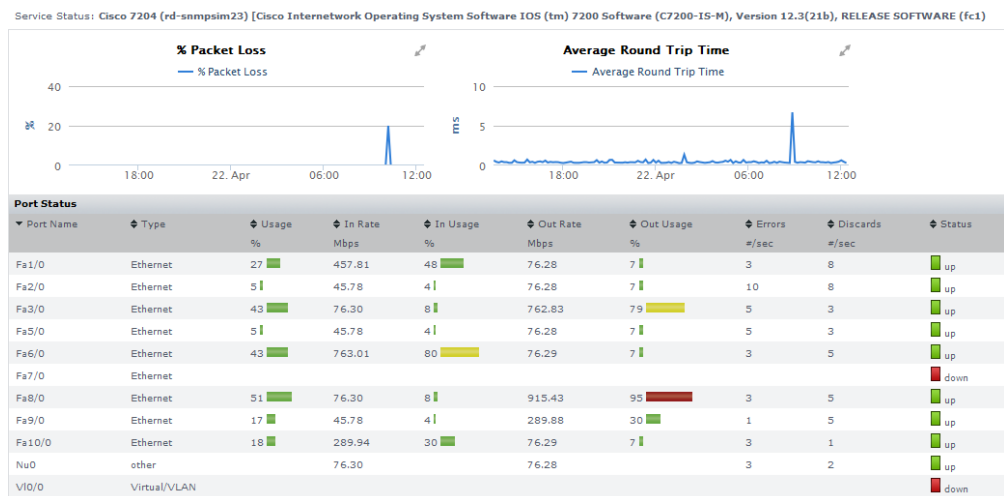 Service Status: Cisco 7204 (rd-snmpsim23) [Cisco Internetwork Operating System Software IOS (tm) 7200 Software (C7200-IS-M), Version 12.3(21b), RELEASE SOFTWARE (fc1)
% Packet Loss
% Packet Loss
40
20
0
%
18:00 22. Apr 06:00 12:00
Average Round Trip Time
Average Round Trip Time
10
5
0
ms
18:00 22. Apr 06:00 12:00
Port Status
Port Name Type Usage In Rate In Usage Out Rate Out Usage Errors Discards Status
% Mbps % Mbps % #/sec #/sec
Fa1/0 Ethernet 27 457.81 48 76.28 7 3 8 up
Fa2/0 Ethernet 5 45.78 4 76.28 7 10 8 up
Fa3/0 Ethernet 43 76.30 8 762.83 79 5 3 up
Fa5/0 Ethernet 5 45.78 4 76.28 7 5 3 up
Fa6/0 Ethernet 43 763.01 80 76.29 7 3 5 up
Fa7/0 Ethernet down
Fa8/0 Ethernet 51 76.30 8 915.43 95 3 5 up
Fa9/0 Ethernet 17 45.78 4 289.88 30 1 5 up
Fa10/0 Ethernet 18 289.94 30 76.29 7 3 1 up
Nu0 other 76.30 76.28 3 2 up
Vl0/0 Virtual/VLAN down